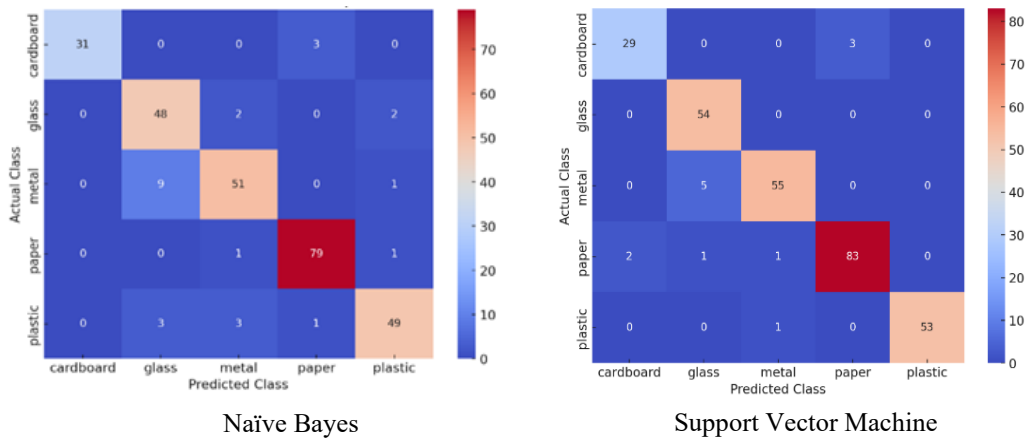 cardboard 31 0 0 3 0
glass 0 48 2 0 2
metal 0 9 51 0 1
paper 0 0 1 79 1
plastic 0 3 3 1 49
cardboard glass metal paper plastic
Predicted Class
Actual Class
70
60
50
40
30
20
10
0
Naïve Bayes
cardboard 29 0 0 3 0
glass 0 54 0 0 0
metal 0 5 55 0 0
paper 2 1 1 83 0
plastic 0 0 1 0 53
cardboard glass metal paper plastic
Predicted Class
Actual Class
80
70
60
50
40
30
20
10
0
Support Vector Machine